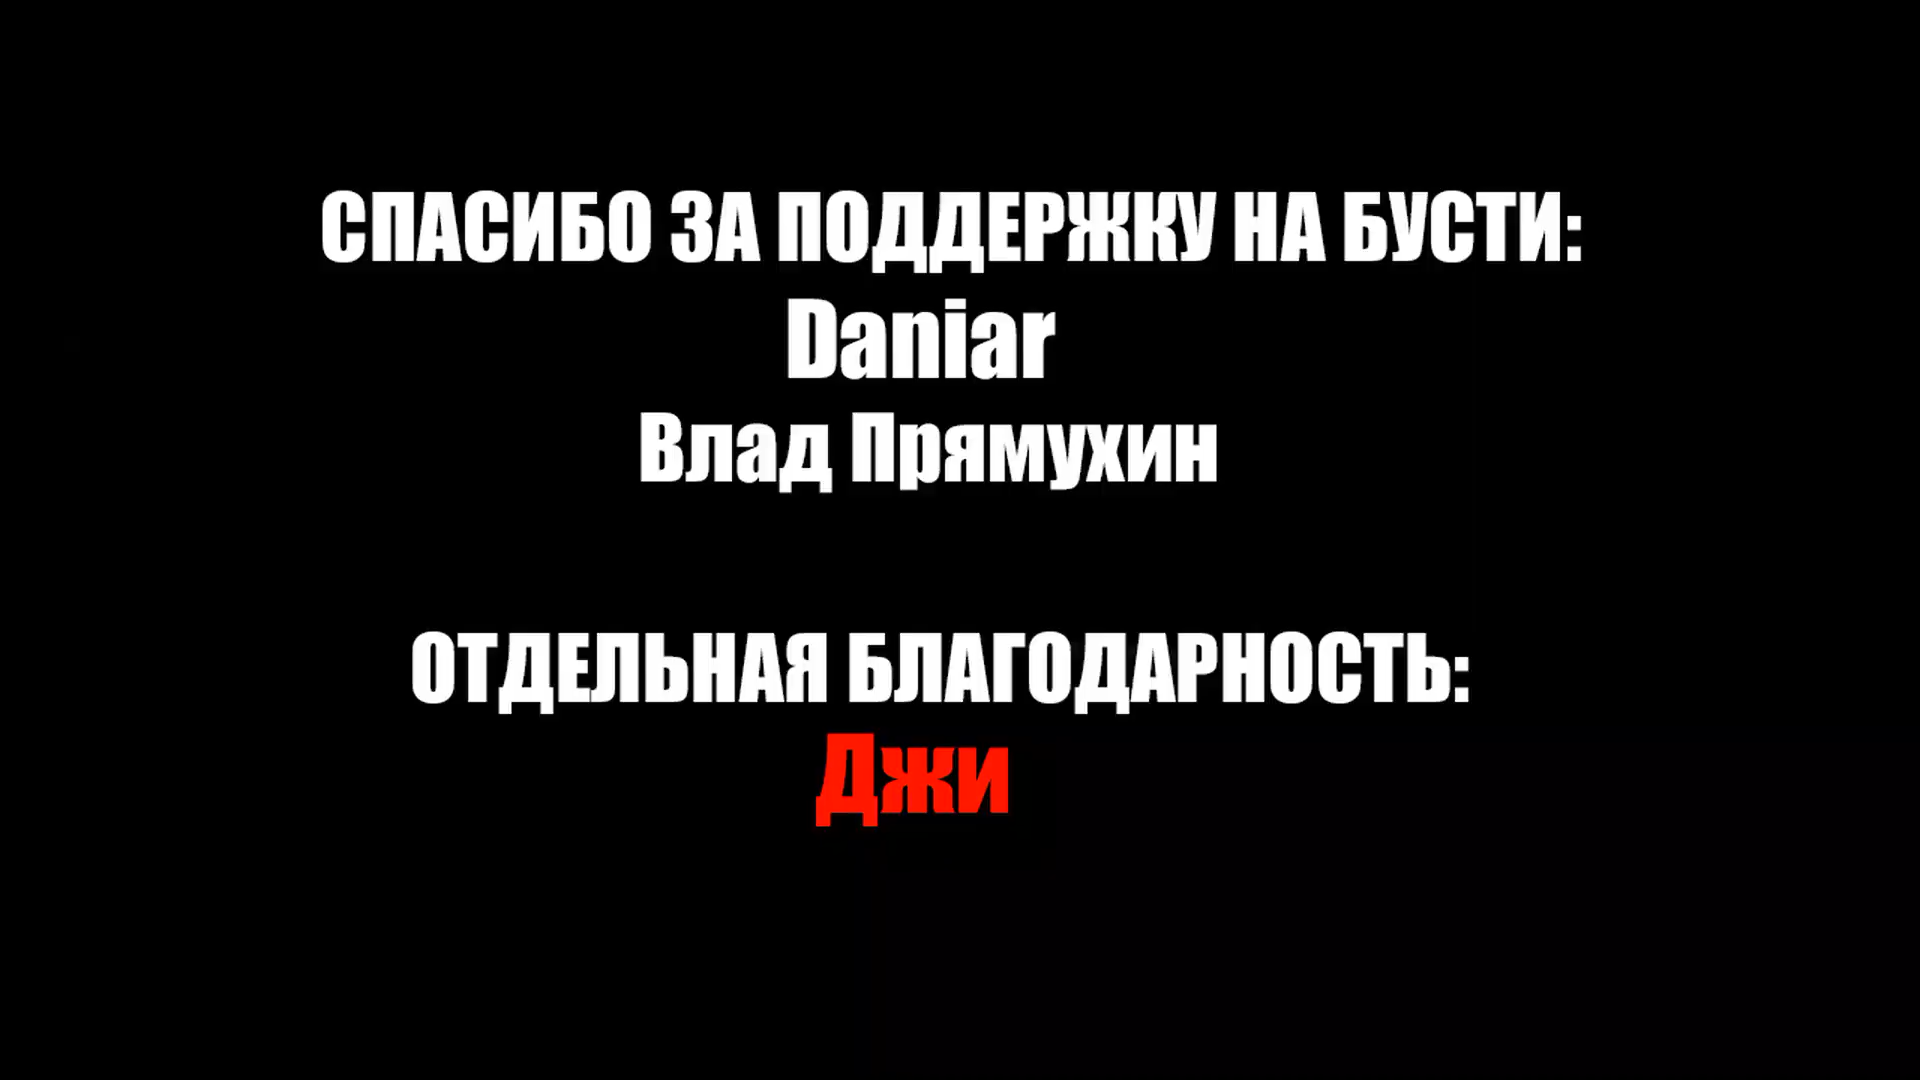 СПАСИБО ЗА ПОДДЕРЖКУ НА БУСТИ:
Daniar
Влад Прямухин
ОТДЕЛЬНАЯ БЛАГОДАРНОСТЬ:
Джи